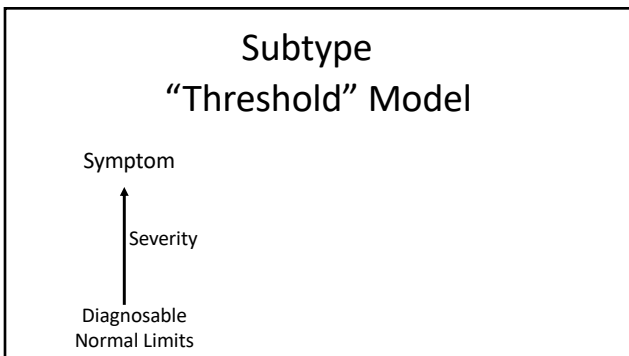 Subtype
“Threshold” Model
Symptom
Severity
Diagnosable
Normal Limits